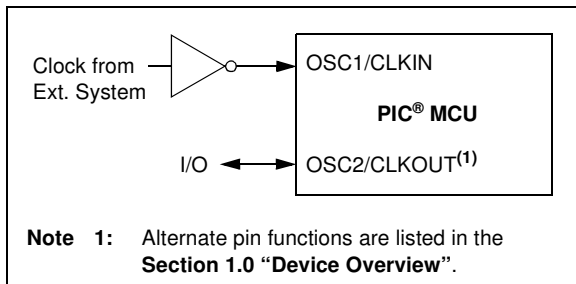 Clock from
Ext. System
OSC1/CLKIN
PIC® MCU
I/O
OSC2/CLKOUT(1)
Note 1: Alternate pin functions are listed in the
Section 1.0 “Device Overview”.